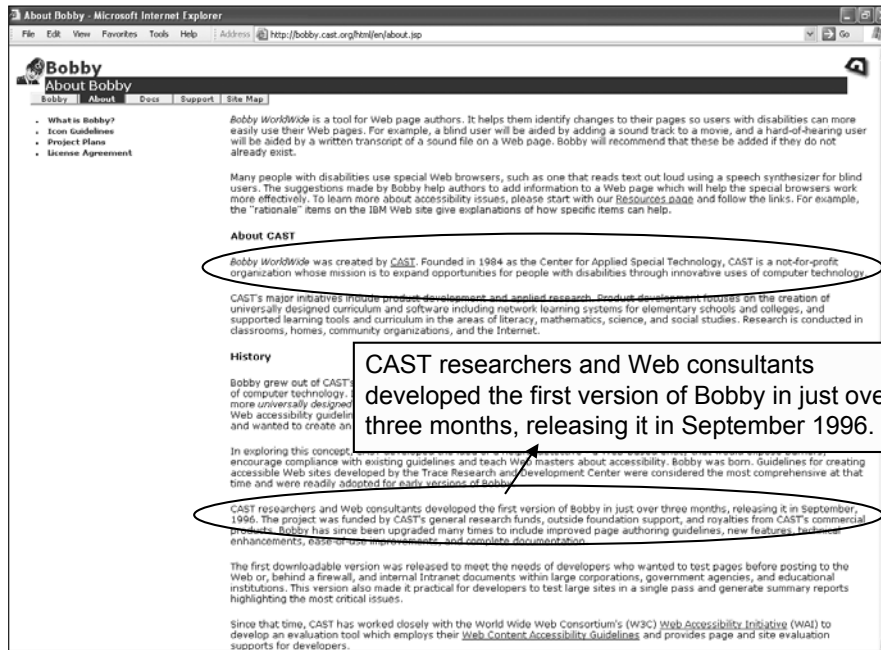 About Bobby - Microsoft Internet Explorer
File Edit View Favorites Tools Help Address http://bobby.cast.org/html/en/about.jsp Go
Bobby
About Bobby
Bobby About Docs Support Site Map
• What is Bobby?
• Icon Guidelines
• Project Plans
• License Agreement
Bobby WorldWide is a tool for Web page authors. It helps them identify changes to their pages so users with disabilities can more
easily use their Web pages. For example, a blind user will be aided by adding a sound track to a movie, and a hard-of-hearing user
will be aided by a written transcript of a sound file on a Web page. Bobby will recommend that these be added if they do not
already exist.
Many people with disabilities use special Web browsers, such as one that reads text out loud using a speech synthesizer for blind
users. The suggestions made by Bobby help authors to add information to a Web page which will help the special browsers work
more effectively. To learn more about accessibility issues, please start with our Resources page and follow the links. For example,
the "rationale" items on the IBM Web site give explanations of how specific items can help.
About CAST
Bobby WorldWide was created by CAST. Founded in 1984 as the Center for Applied Special Technology, CAST is a not-for-profit
organization whose mission is to expand opportunities for people with disabilities through innovative uses of computer technology.
CAST's major initiatives include product development and applied research. Product development focuses on the creation of
universally designed curriculum and software including network learning systems for elementary schools and colleges, and
supported learning tools and curriculum in the areas of literacy, mathematics, science, and social studies. Research is conducted in
classrooms, homes, community organizations, and the Internet.
History
CAST researchers and Web consultants
developed the first version of Bobby in just ove
three months, releasing it in September 1996.
Bobby grew out of CAST's
of computer technology.
more universally designed
Web accessibility guidelin
and wanted to create an
In exploring this concept,
encourage compliance with existing guidelines and teach Web masters about accessibility. Bobby was born. Guidelines for creating
accessible Web sites developed by the Trace Research and Development Center were considered the most comprehensive at that
time and were readily adopted for early versions of Bobby.
CAST researchers and Web consultants developed the first version of Bobby in just over three months, releasing it in September,
1996. The project was funded by CAST's general research funds, outside foundation support, and royalties from CAST's commercial
products. Bobby has since been upgraded many times to include improved page authoring guidelines, new features, technical
enhancements, ease-of-use improvements, and complete documentation.
The first downloadable version was released to meet the needs of developers who wanted to test pages before posting to the
Web or, behind a firewall, and internal Intranet documents within large corporations, government agencies, and educational
institutions. This version also made it practical for developers to test large sites in a single pass and generate summary reports
highlighting the most critical issues.
Since that time, CAST has worked closely with the World Wide Web Consortium's (W3C) Web Accessibility Initiative (WAI) to
develop an evaluation tool which employs their Web Content Accessibility Guidelines and provides page and site evaluation
supports for developers.